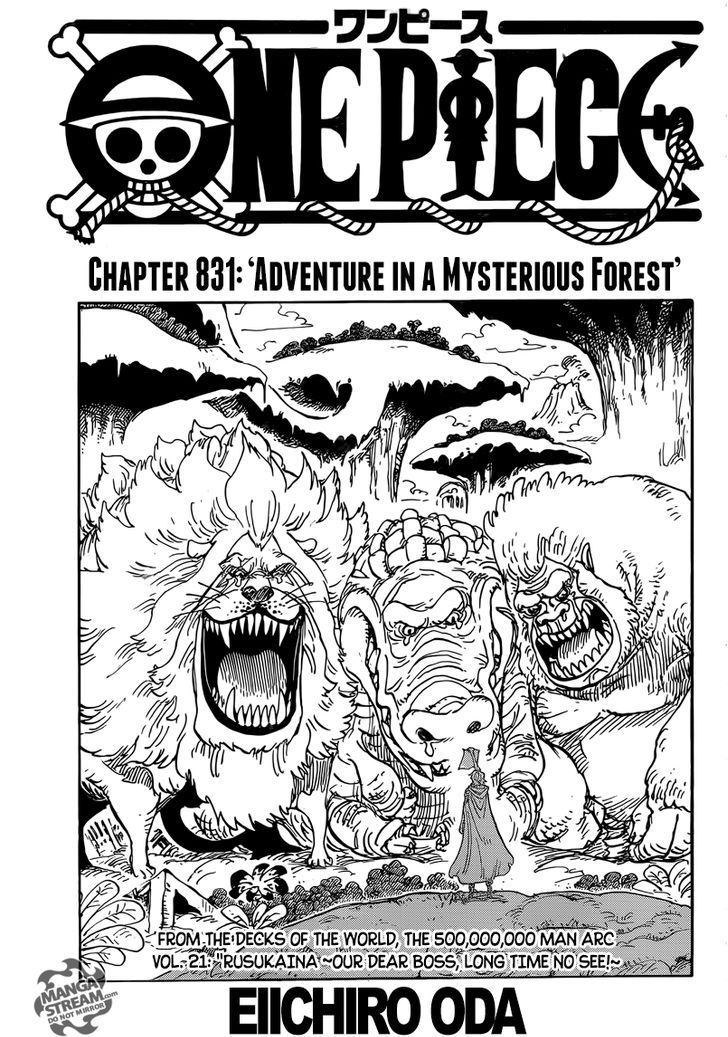 ワンピース
ONE PIECE
CHAPTER 831: 'ADVENTURE IN A MYSTERIOUS FOREST'
FROM THE DECKS OF THE WORLD, THE 500,000,000 MAN ARC
VOL. 21: "RUSUKAINA ~OUR DEAR BOSS, LONG TIME NO SEE!~
MANGA
STREAM.com
DO NOT MIRROR
EIICHIRO ODA